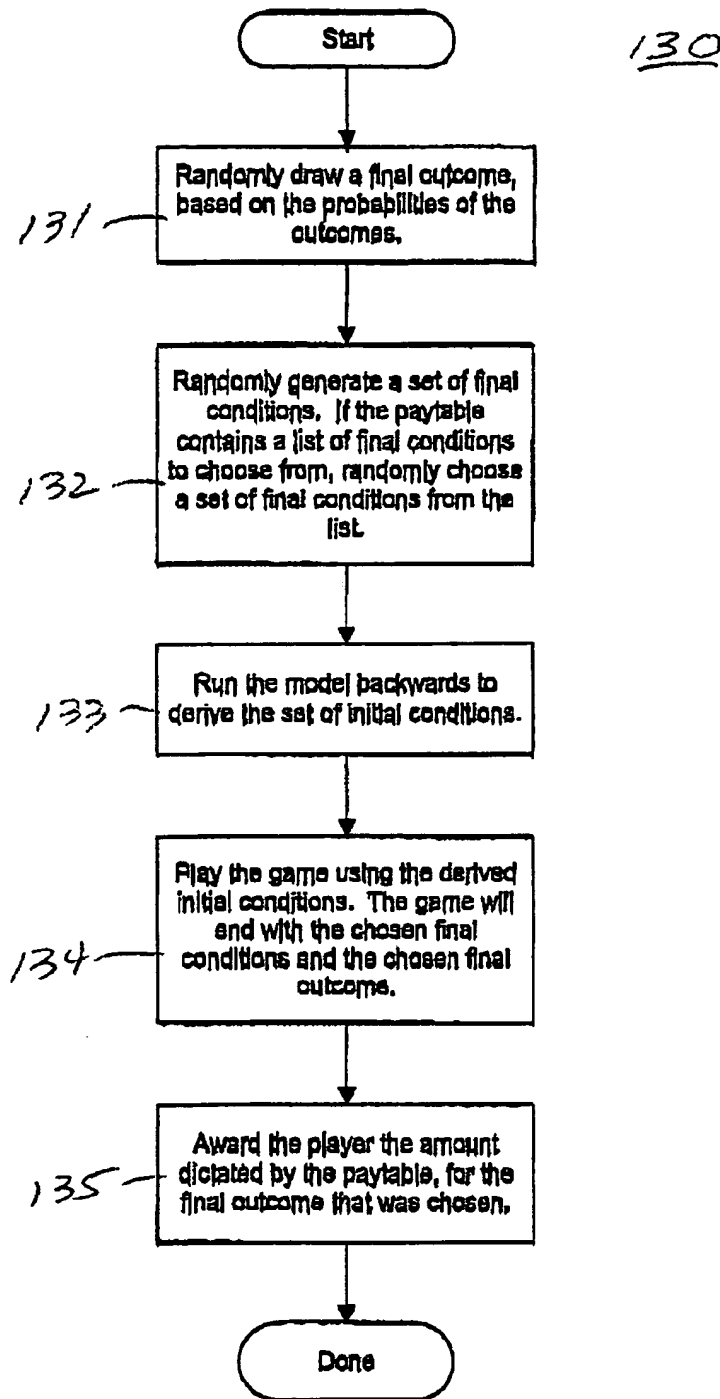 Start
130
Randomly draw a final outcome,
based on the probabilities of the
outcomes.
131
Randomly generate a set of final
conditions. If the paytable
contains a list of final conditions
to choose from, randomly choose
a set of final conditions from the
list.
132
Run the model backwards to
derive the set of initial conditions.
133
Play the game using the derived
initial conditions. The game will
end with the chosen final
conditions and the chosen final
outcome.
134
Award the player the amount
dictated by the paytable, for the
final outcome that was chosen.
135
Done